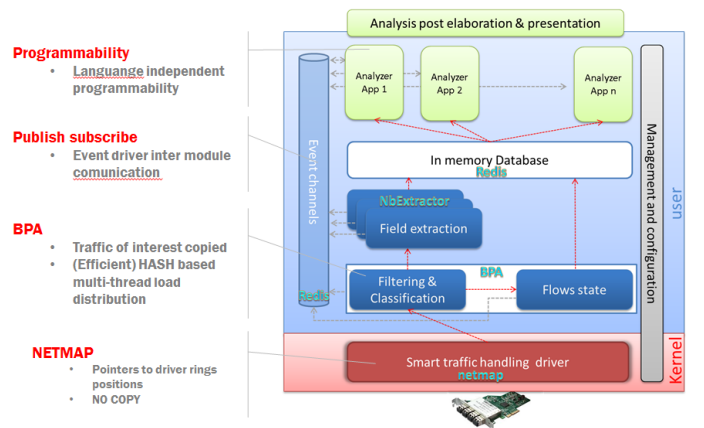 Programmability
• Languange independent
programmability
Publish subscribe
• Event driver inter module
comunication
BPA
• Traffic of interest copied
• (Efficient) HASH based
multi-thread load
distribution
NETMAP
• Pointers to driver rings
positions
• NO COPY
Analysis post elaboration & presentation
Analyzer
App 1
Analyzer
App 2
Analyzer
App n
Event channels
Redis
In memory Database
Redis
NbExtractor
Field extraction
BPA
Filtering &
Classification
Flows state
Smart traffic handling driver
netmap
Management and configuration
user
Kernel